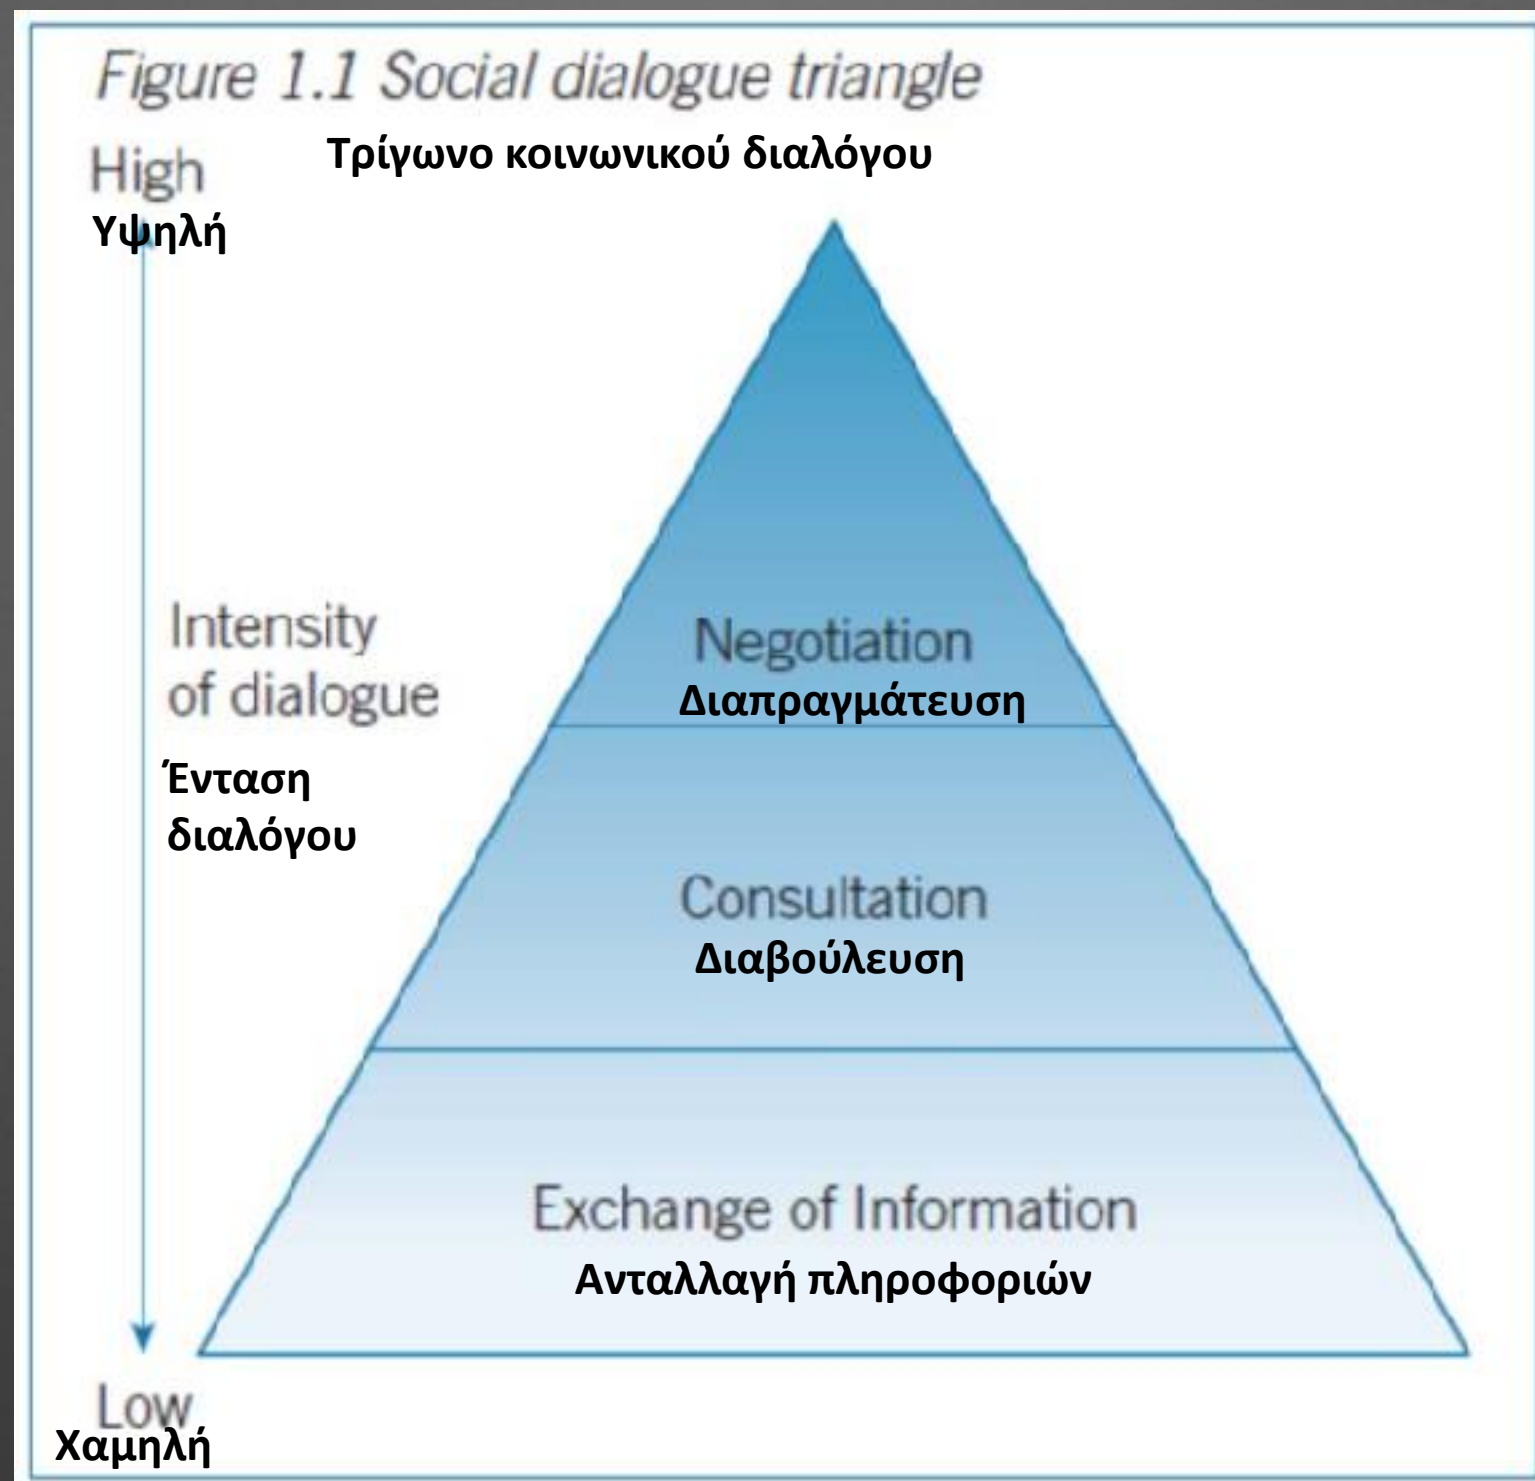 Figure 1.1 Social dialogue triangle
Τρίγωνο κοινωνικού διαλόγου
High
Υψηλή
Intensity
of dialogue
Ένταση
διαλόγου
Negotiation
Διαπραγμάτευση
Consultation
Διαβούλευση
Exchange of Information
Ανταλλαγή πληροφοριών
Low
Χαμηλή